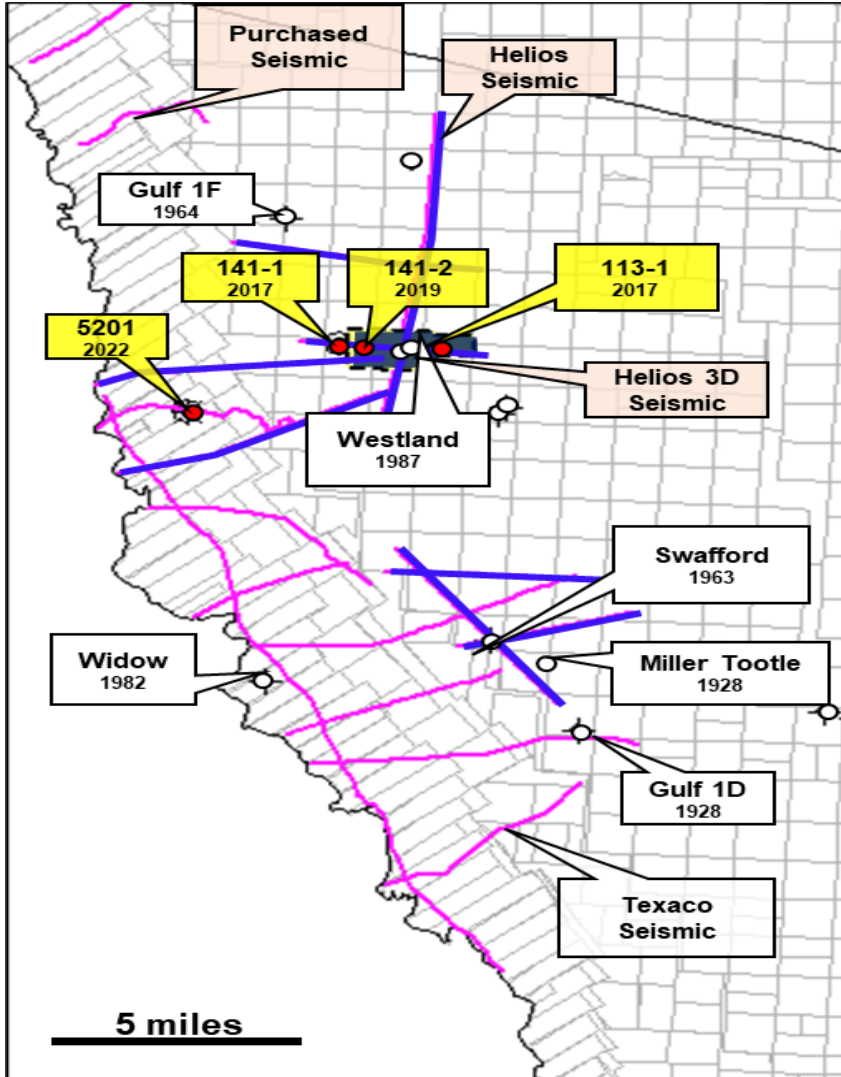 Purchased
Seismic
Helios
Seismic
Gulf 1F
1964
141-1
2017
141-2
2019
113-1
2017
5201
2022
Helios 3D
Seismic
Westland
1987
Swafford
1963
Widow
1982
Miller Tootle
1928
Gulf 1D
1928
Texaco
Seismic
5 miles